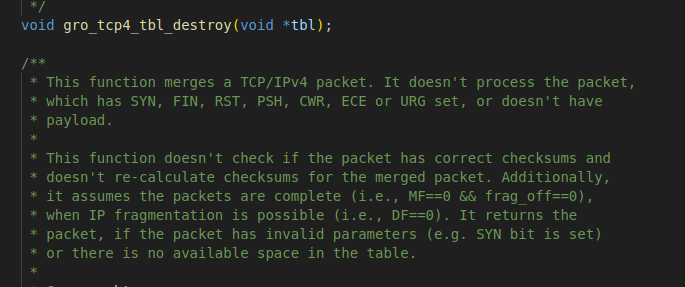 */
void gro_tcp4_tbl_destroy(void *tbl);
/**
* This function merges a TCP/IPv4 packet. It doesn't process the packet,
* which has SYN, FIN, RST, PSH, CWR, ECE or URG set, or doesn't have
* payload.
*
* This function doesn't check if the packet has correct checksums and
* doesn't re-calculate checksums for the merged packet. Additionally,
* it assumes the packets are complete (i.e., MF==0 && frag_off==0),
* when IP fragmentation is possible (i.e., DF==0). It returns the
* packet, if the packet has invalid parameters (e.g. SYN bit is set)
* or there is no available space in the table.
*